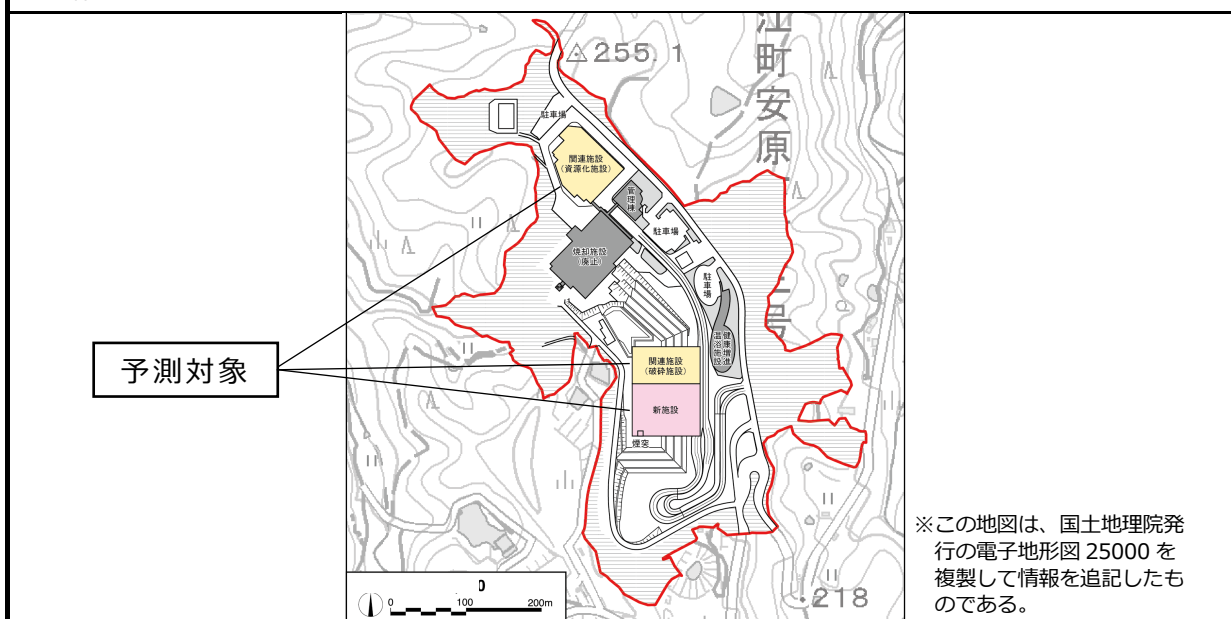 255.1
江町安原
号
駐車場
関連施設
(資源化施設)
管理棟
駐車場
焼却施設
(廃止)
駐車場
健康増進
温浴施設
予測対象
関連施設
(破砕施設)
新施設
煙突
※この地図は、国土地理院発
行の電子地形図 25000 を
複製して情報を追記したも
のである。
0 100 200m
218